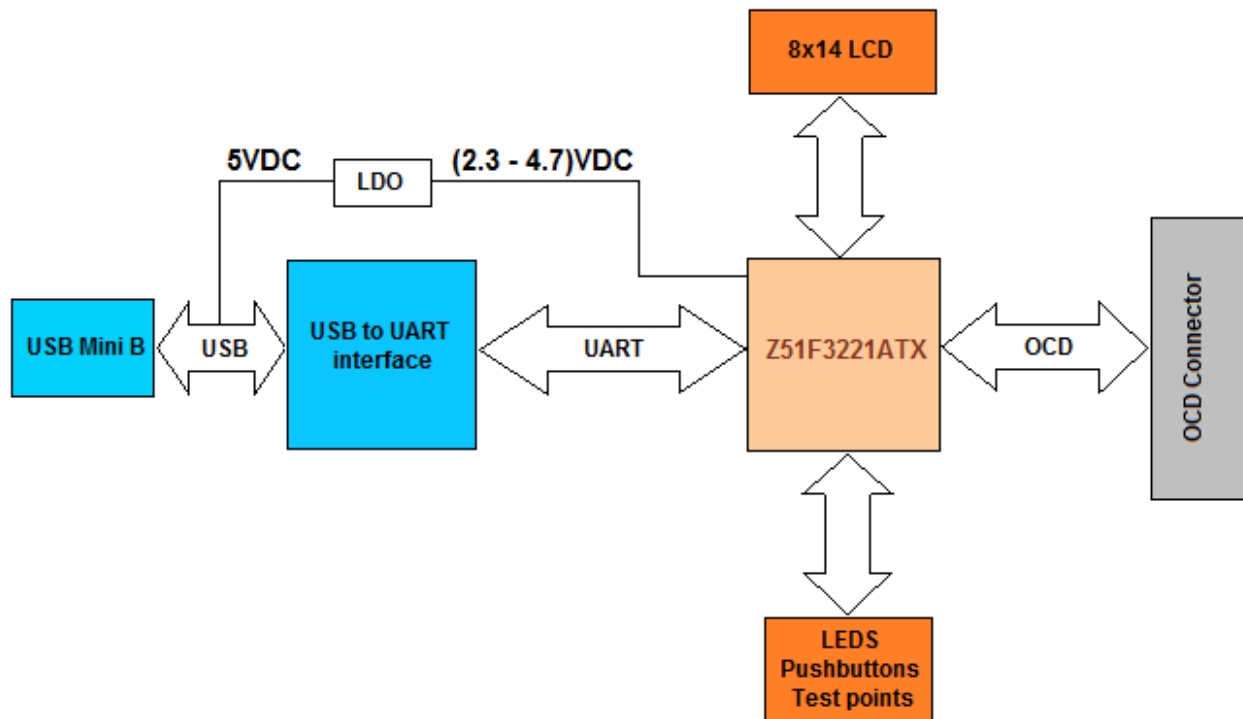 8x14 LCD
5VDC
LDO
(2.3 - 4.7)VDC
USB Mini B
USB
USB to UART
interface
UART
Z51F3221ATX
OCD
OCD Connector
LEDS
Pushbuttons
Test points